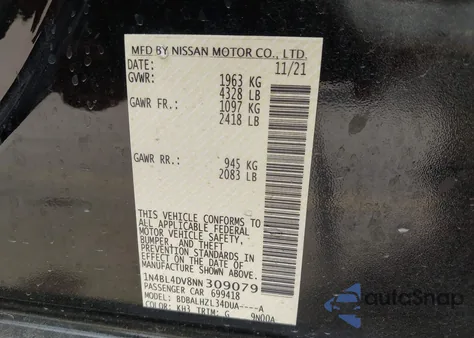 MFD BY NISSAN MOTOR CO., LTD.
DATE: 11/21
GVWR: 1963 KG
4328 LB
GAWR FR.: 1097 KG
2418 LB
GAWR RR.: 945 KG
2083 LB
THIS VEHICLE CONFORMS TO
ALL APPLICABLE FEDERAL
MOTOR VEHICLE SAFETY,
BUMPER, AND THEFT
PREVENTION STANDARDS IN
EFFECT ON THE DATE OF
MANUFACTURE SHOWN ABOVE.
1N4BL4DV8NN309079
PASSENGER CAR 699418
MODEL: BDBALHZL34DUA----A
COLOR: KH3 TRIM: G 9N00A
autoSnap